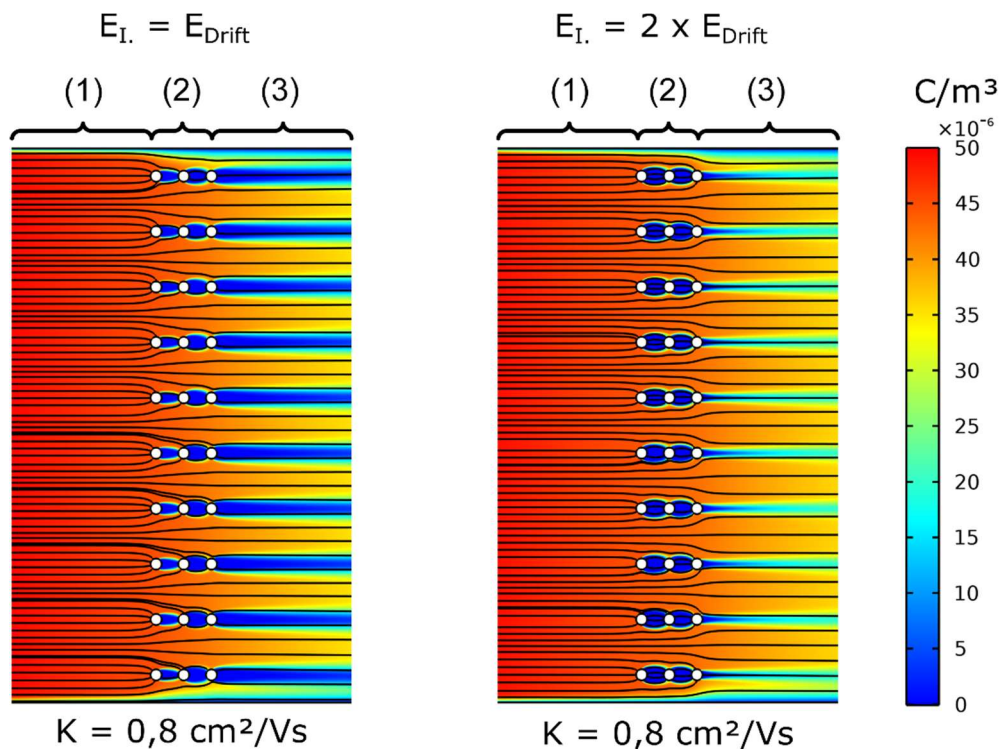 E_I. = E_Drift
E_I. = 2 x E_Drift
(1) (2) (3)
(1) (2) (3)
C/m³
×10⁻⁶
50
45
40
35
30
25
20
15
10
5
0
K = 0,8 cm²/Vs
K = 0,8 cm²/Vs